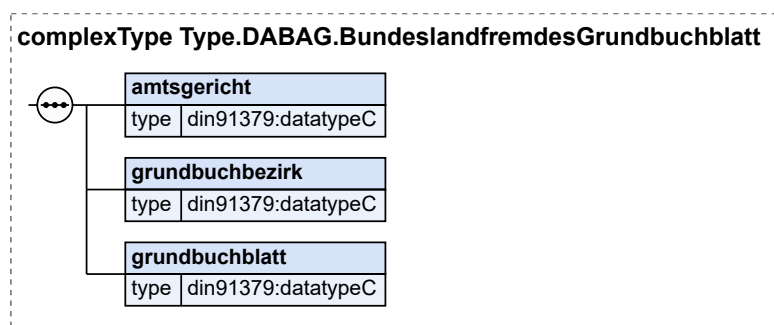 complexType Type.DABAG.BundeslandfremdesGrundbuchblatt
amtsgericht
type din91379:datatypeC
grundbuchbezirk
type din91379:datatypeC
grundbuchblatt
type din91379:datatypeC